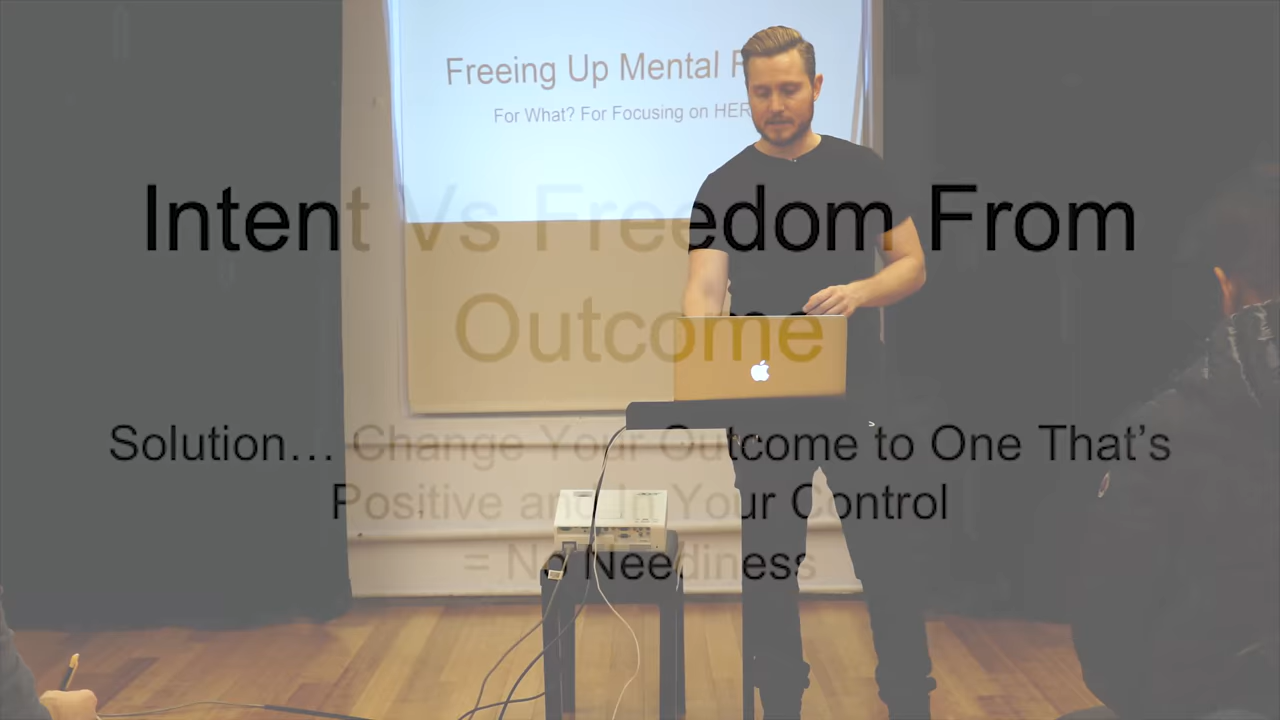 Freeing Up Mental
For What? For Focusing on HER
Intent Vs Freedom From
Outcome
Solution… Change Your Outcome to One That’s
Positive and In Your Control
= No Neediness